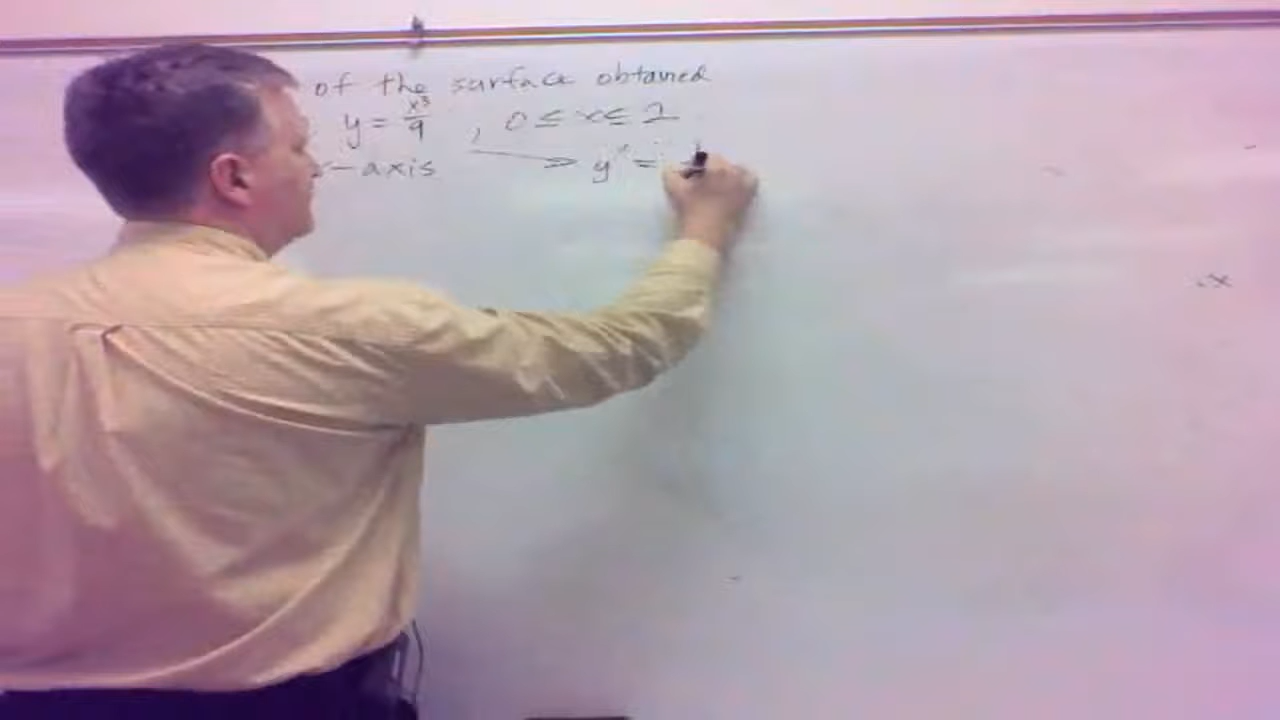 of the surface obtained
y = x³/9 , 0 ≤ x ≤ 2
x-axis → y' =
x